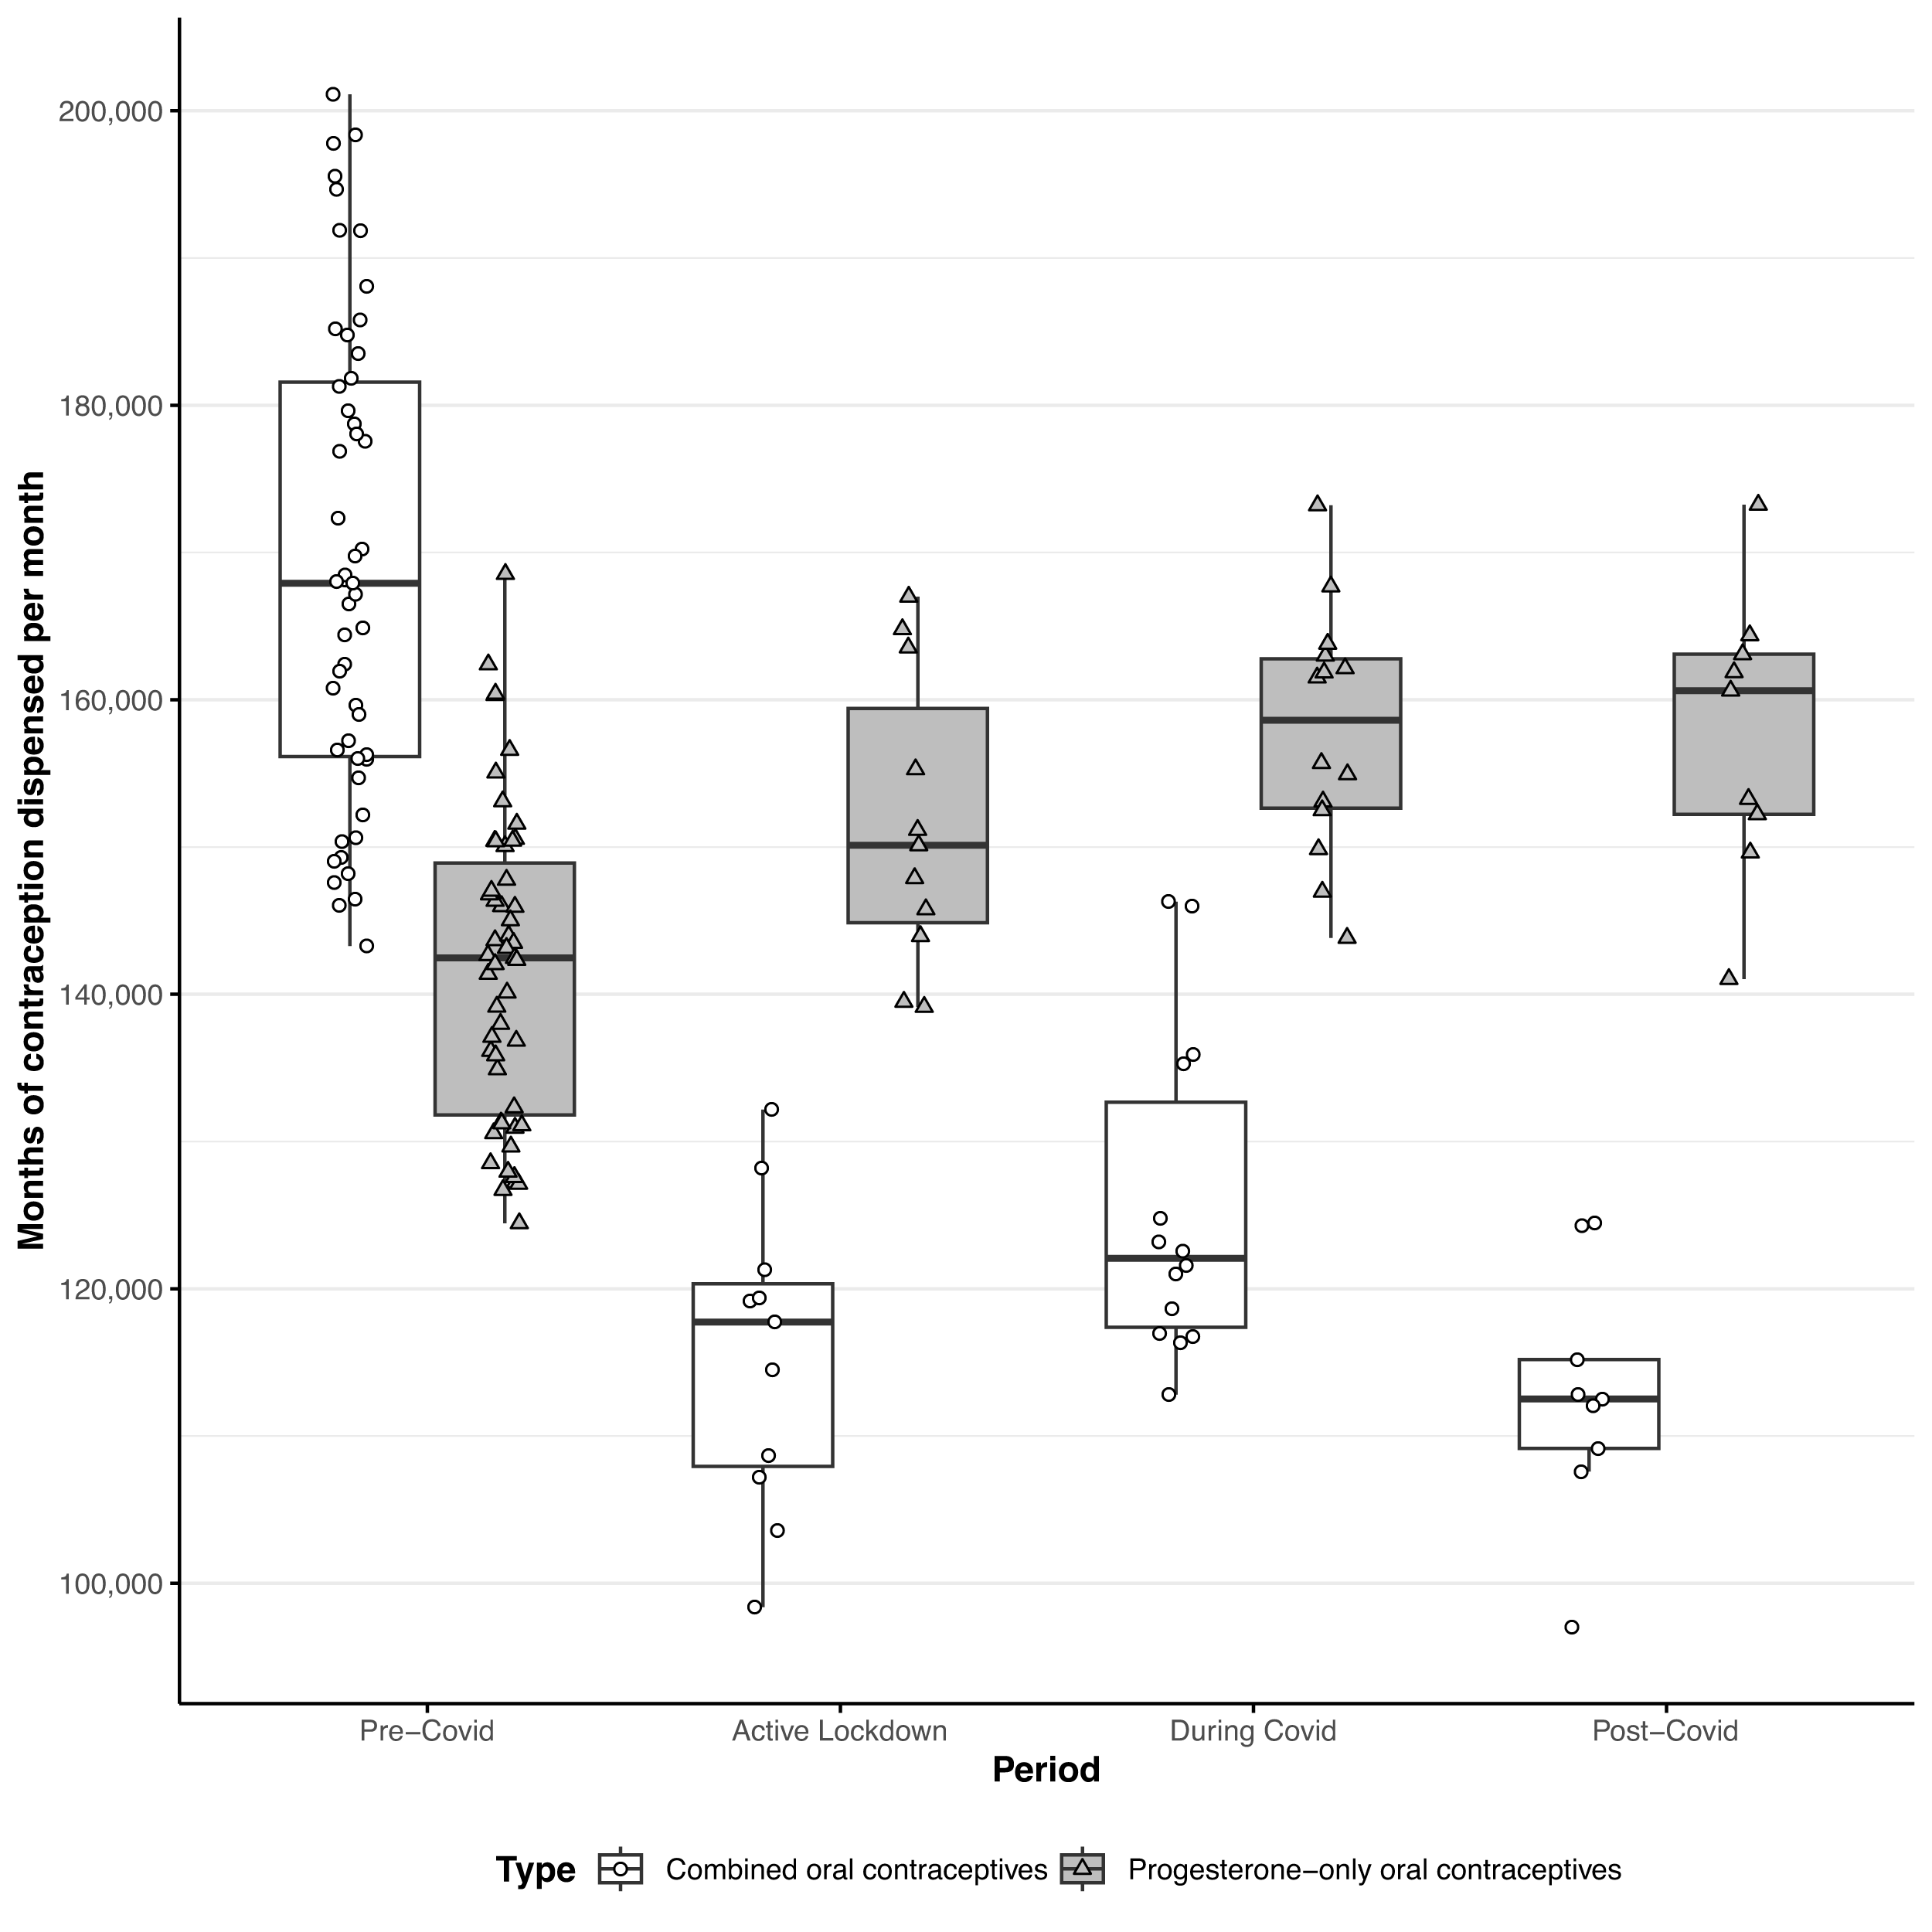 Months of contraception dispensed per month
200,000
180,000
160,000
140,000
120,000
100,000
Pre−Covid
Active Lockdown
During Covid
Post−Covid
Period
Type
Combined oral contraceptives
Progesterone−only oral contraceptives